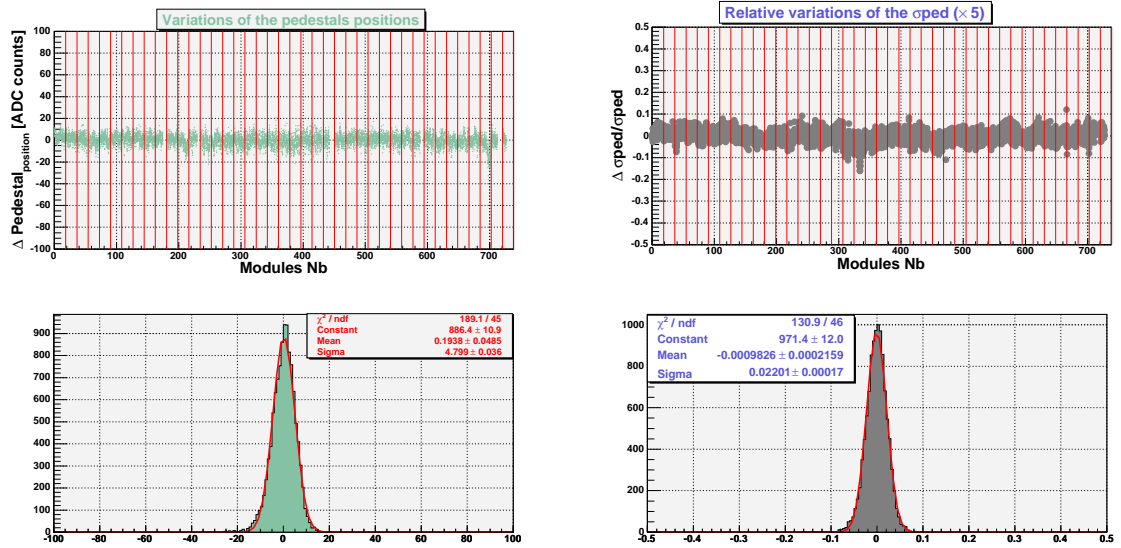 Variations of the pedestals positions
Δ Pedestal_position [ADC counts]
100
80
60
40
20
0
-20
-40
-60
-80
-100
0 100 200 300 400 500 600 700
Modules Nb
Relative variations of the σped (×5)
Δ σped/σped
0.5
0.4
0.3
0.2
0.1
0
-0.1
-0.2
-0.3
-0.4
-0.5
0 100 200 300 400 500 600 700
Modules Nb
χ² / ndf 189.1 / 45
Constant 886.4 ± 10.9
Mean 0.1938 ± 0.0485
Sigma 4.799 ± 0.036
900
800
700
600
500
400
300
200
100
0
-100 -80 -60 -40 -20 0 20 40 60 80 100
χ² / ndf 130.9 / 46
Constant 971.4 ± 12.0
Mean -0.0009826 ± 0.0002159
Sigma 0.02201 ± 0.00017
1000
800
600
400
200
0
-0.5 -0.4 -0.3 -0.2 -0.1 0 0.1 0.2 0.3 0.4 0.5